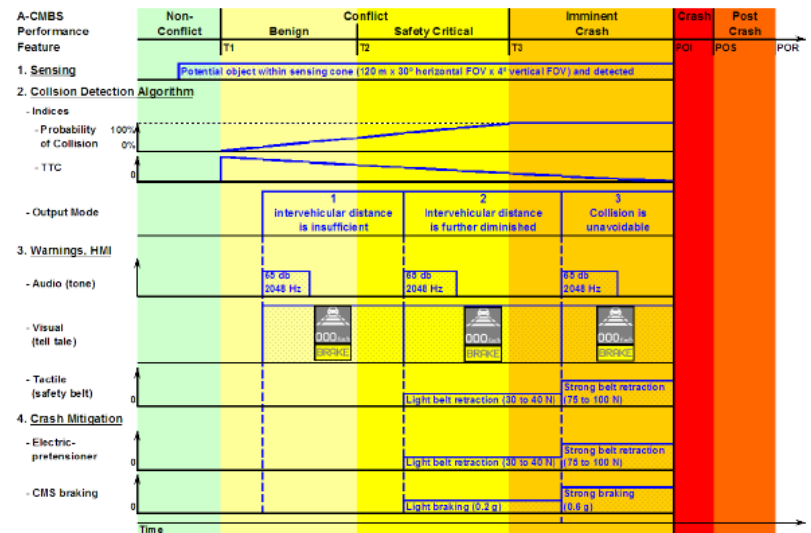 A-CMBS Performance Feature
Non-Conflict
Conflict
Benign
Safety Critical
Imminent Crash
Crash
Post Crash
T1
T2
T3
POI
POS
POR
1. Sensing
Potential object within sensing cone (120 m x 30º horizontal FOV x 4º vertical FOV) and detected
2. Collision Detection Algorithm
- Indices
- Probability of Collision
100%
0%
- TTC
0
- Output Mode
1
intervehicular distance
is insufficient
2
Intervehicular distance
is further diminished
3
Collision is
unavoidable
3. Warnings, HMI
- Audio (tone)
65 db
2048 Hz
65 db
2048 Hz
65 db
2048 Hz
- Visual
(tell tale)
000
BRAKE
000
BRAKE
000
BRAKE
- Tactile
(safety belt)
0
Light belt retraction (30 to 40 N)
Strong belt retraction
(75 to 100 N)
4. Crash Mitigation
- Electric-
pretensioner
0
Light belt retraction (30 to 40 N)
Strong belt retraction
(75 to 100 N)
- CMS braking
0
Light braking (0.2 g)
Strong braking
(0.6 g)
Time